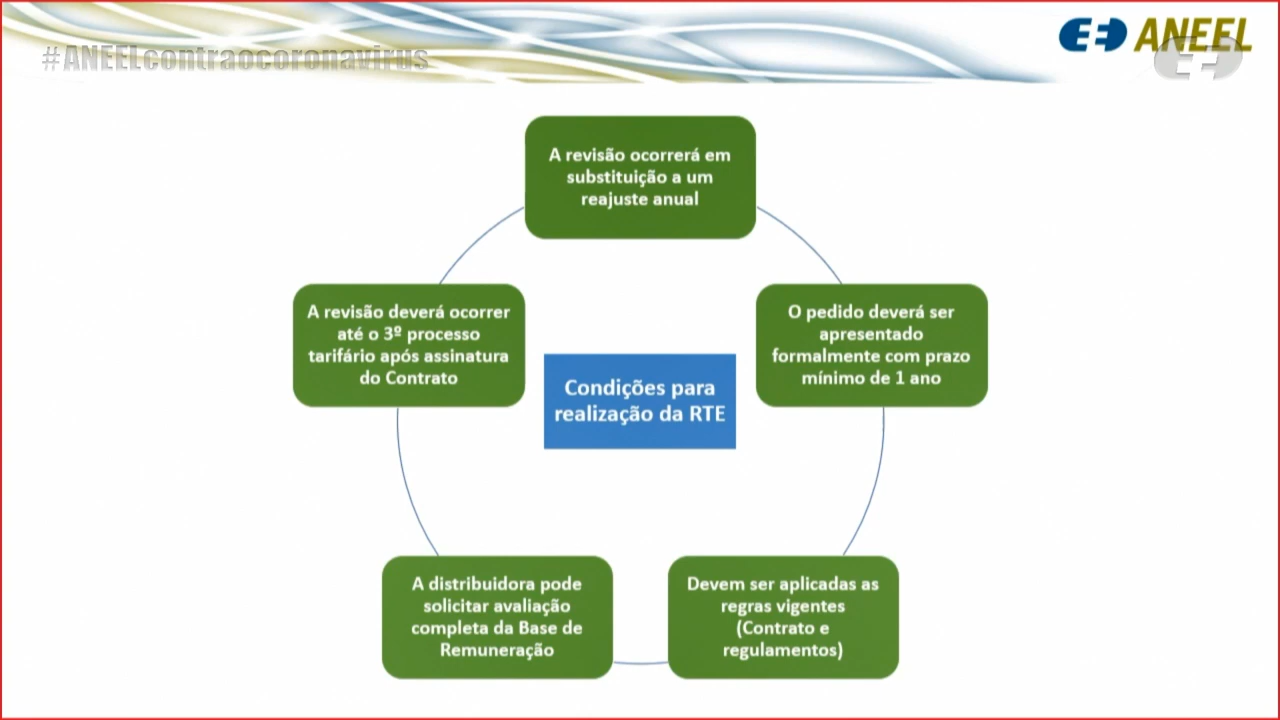 #ANEELcontraocoronavirus
ANEEL
A revisão ocorrerá em
substituição a um
reajuste anual
A revisão deverá ocorrer
até o 3º processo
tarifário após assinatura
do Contrato
O pedido deverá ser
apresentado
formalmente com prazo
mínimo de 1 ano
Condições para
realização da RTE
A distribuidora pode
solicitar avaliação
completa da Base de
Remuneração
Devem ser aplicadas as
regras vigentes
(Contrato e
regulamentos)